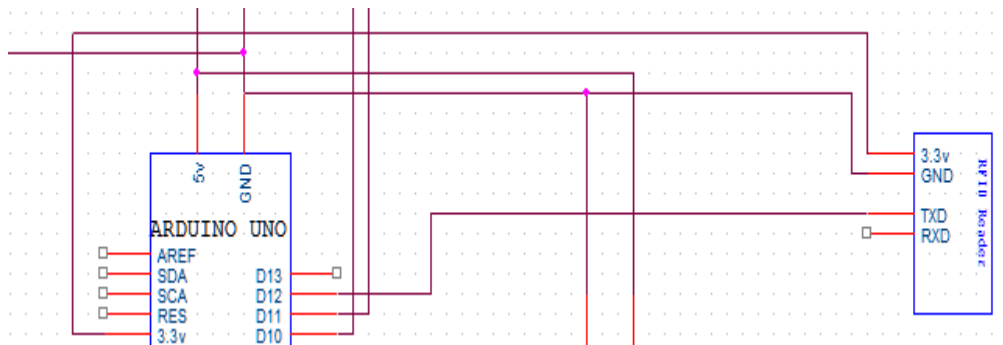 5v
GND
ARDUINO UNO
AREF
SDA
SCA
RES
3.3v
D13
D12
D11
D10
3.3v
GND
TXD
RXD
RFID Reader